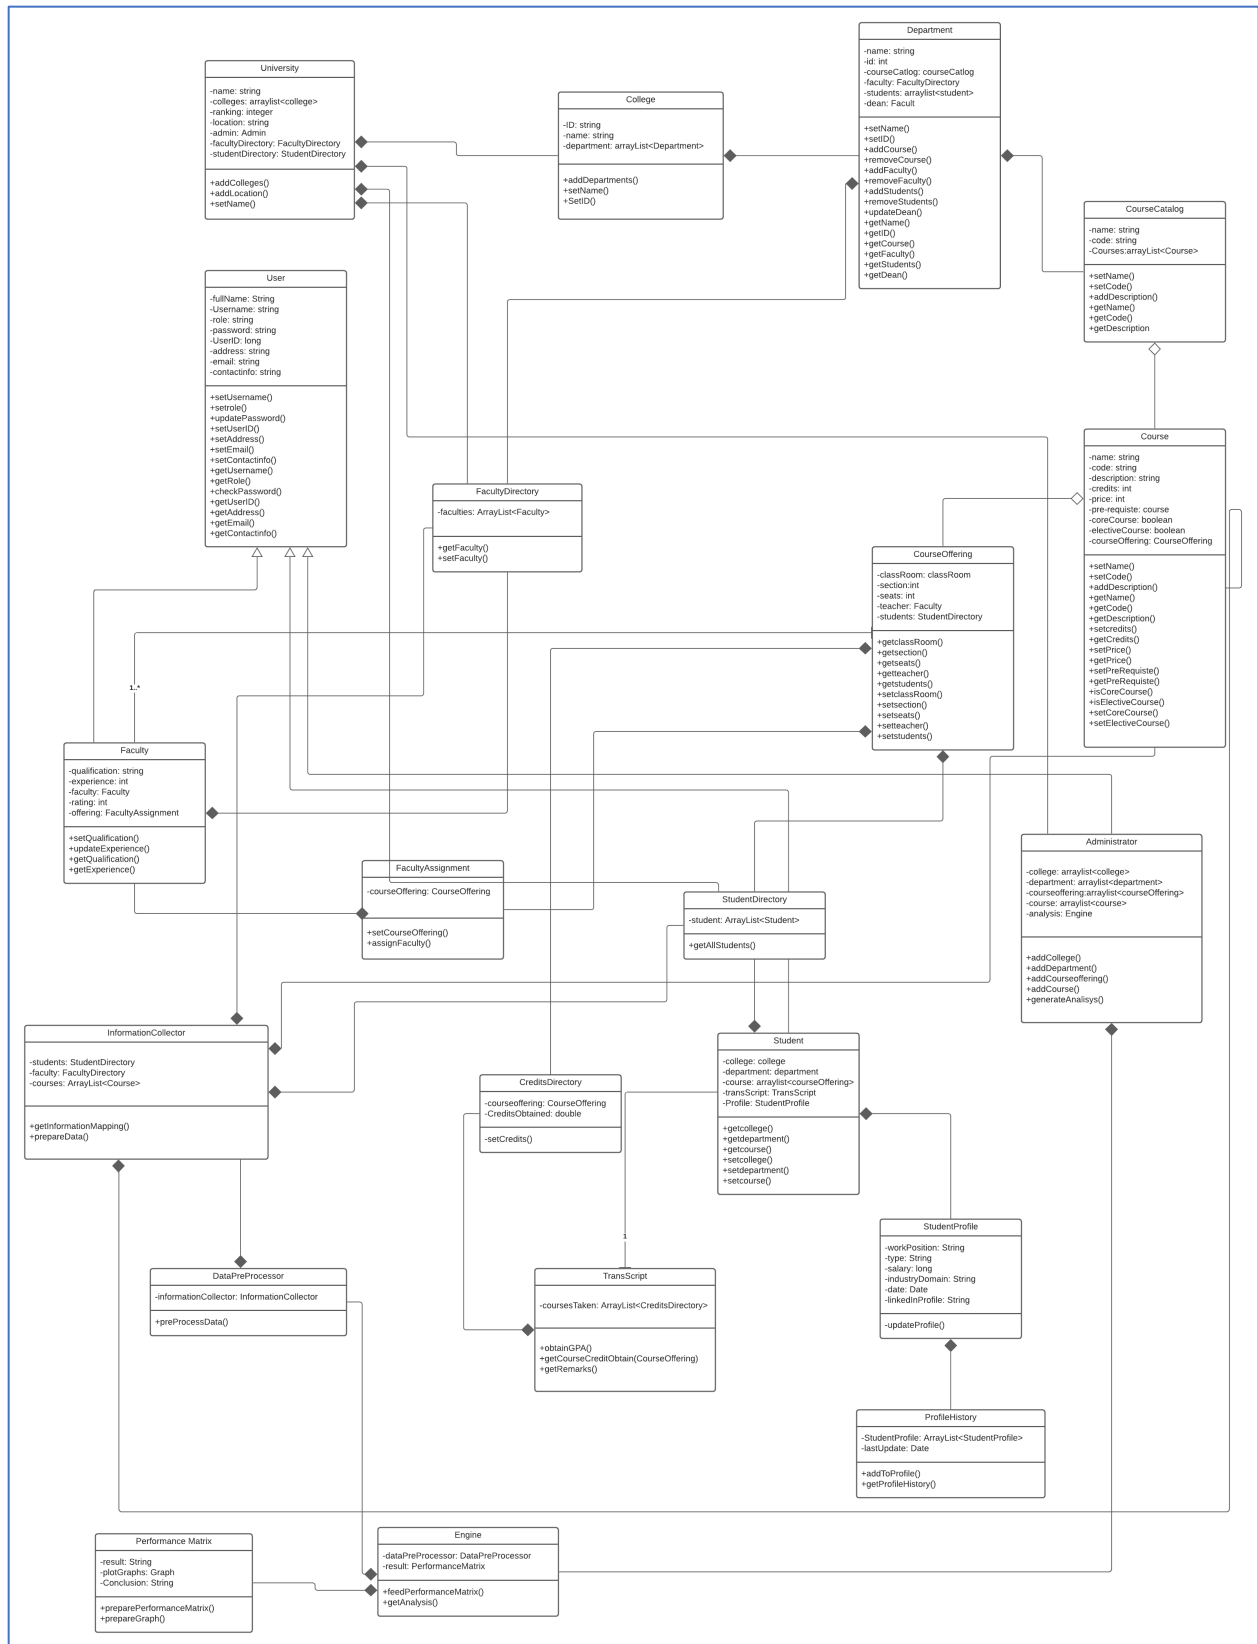 Department
-name: string
-id: int
-courseCatlog: courseCatlog
-faculty: FacultyDirectory
-students: arraylist<student>
-dean: Facult
+setName()
+setID()
+addCourse()
+removeCourse()
+addFaculty()
+removeFaculty()
+addStudents()
+removeStudents()
+updateDean()
+getName()
+getID()
+getCourse()
+getFaculty()
+getStudents()
+getDean()
University
-name: string
-colleges: arraylist<college>
-ranking: integer
-location: string
-admin: Admin
-facultyDirectory: FacultyDirectory
-studentDirectory: StudentDirectory
+addColleges()
+addLocation()
+setName()
College
-ID: string
-name: string
-department: arrayList<Department>
+addDepartments()
+setName()
+SetID()
CourseCatalog
-name: string
-code: string
-Courses:arrayList<Course>
+setName()
+setCode()
+addDescription()
+getName()
+getCode()
+getDescription
User
-fullName: String
-Username: string
-role: string
-password: string
-UserID: long
-address: string
-email: string
-contactinfo: string
+setUsername()
+setrole()
+updatePassword()
+setUserID()
+setAddress()
+setEmail()
+setContactinfo()
+getUsername()
+getRole()
+checkPassword()
+getUserID()
+getAddress()
+getEmail()
+getContactinfo()
Course
-name: string
-code: string
-description: string
-credits: int
-price: int
-pre-requiste: course
-coreCourse: boolean
-electiveCourse: boolean
-courseOffering: CourseOffering
+setName()
+setCode()
+addDescription()
+getName()
+getCode()
+getDescription()
+setcredits()
+getCredits()
+setPrice()
+getPrice()
+setPreRequiste()
+getPreRequiste()
+isCoreCourse()
+isElectiveCourse()
+setCoreCourse()
+setElectiveCourse()
FacultyDirectory
-faculties: ArrayList<Faculty>
+getFaculty()
+setFaculty()
CourseOffering
-classRoom: classRoom
-section:int
-seats: int
-teacher: Faculty
-students: StudentDirectory
+getclassRoom()
+getsection()
+getseats()
+getteacher()
+getstudents()
+setclassRoom()
+setsection()
+setseats()
+setteacher()
+setstudents()
1..*
Faculty
-qualification: string
-experience: int
-faculty: Faculty
-rating: int
-offering: FacultyAssignment
+setQualification()
+updateExperience()
+getQualification()
+getExperience()
FacultyAssignment
-courseOffering: CourseOffering
+setCourseOffering()
+assignFaculty()
StudentDirectory
-student: ArrayList<Student>
+getAllStudents()
Administrator
-college: arraylist<college>
-department: arraylist<department>
-courseoffering:arraylist<courseOffering>
-course: arraylist<course>
-analysis: Engine
+addCollege()
+addDepartment()
+addCourseoffering()
+addCourse()
+generateAnalisys()
InformationCollector
-students: StudentDirectory
-faculty: FacultyDirectory
-courses: ArrayList<Course>
+getInformationMapping()
+prepareData()
Student
-college: college
-department: department
-course: arraylist<courseOffering>
-transScript: TransScript
-Profile: StudentProfile
+getcollege()
+getdepartment()
+getcourse()
+setcollege()
+setdepartment()
+setcourse()
CreditsDirectory
-courseoffering: CourseOffering
-CreditsObtained: double
-setCredits()
1
StudentProfile
-workPosition: String
-type: String
-salary: long
-industryDomain: String
-date: Date
-linkedInProfile: String
-updateProfile()
DataPreProcessor
-informationCollector: InformationCollector
+preProcessData()
TransScript
-coursesTaken: ArrayList<CreditsDirectory>
+obtainGPA()
+getCourseCreditObtain(CourseOffering)
+getRemarks()
ProfileHistory
-StudentProfile: ArrayList<StudentProfile>
-lastUpdate: Date
+addToProfile()
+getProfileHistory()
Performance Matrix
-result: String
-plotGraphs: Graph
-Conclusion: String
+preparePerformanceMatrix()
+prepareGraph()
Engine
-dataPreProcessor: DataPreProcessor
-result: PerformanceMatrix
+feedPerformanceMatrix()
+getAnalysis()